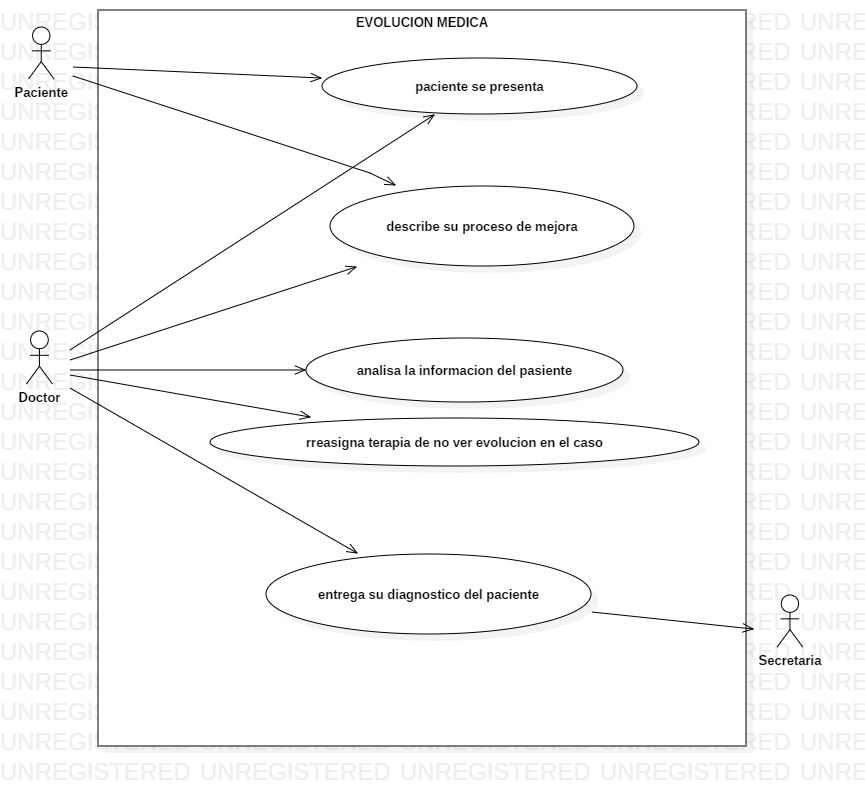 EVOLUCION MEDICA
Paciente
paciente se presenta
describe su proceso de mejora
Doctor
analisa la informacion del pasiente
rreasigna terapia de no ver evolucion en el caso
entrega su diagnostico del paciente
Secretaria
UNREGISTERED UNREGISTERED UNREGISTERED UNREGISTERED UNRE